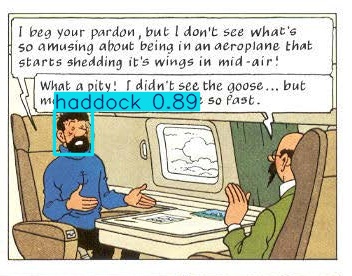 I beg your pardon, but I don't see what's
so amusing about being in an aeroplane that
starts shedding it's wings in mid-air!
What a pity! I didn't see the goose... but
haddock 0.89
so fast.